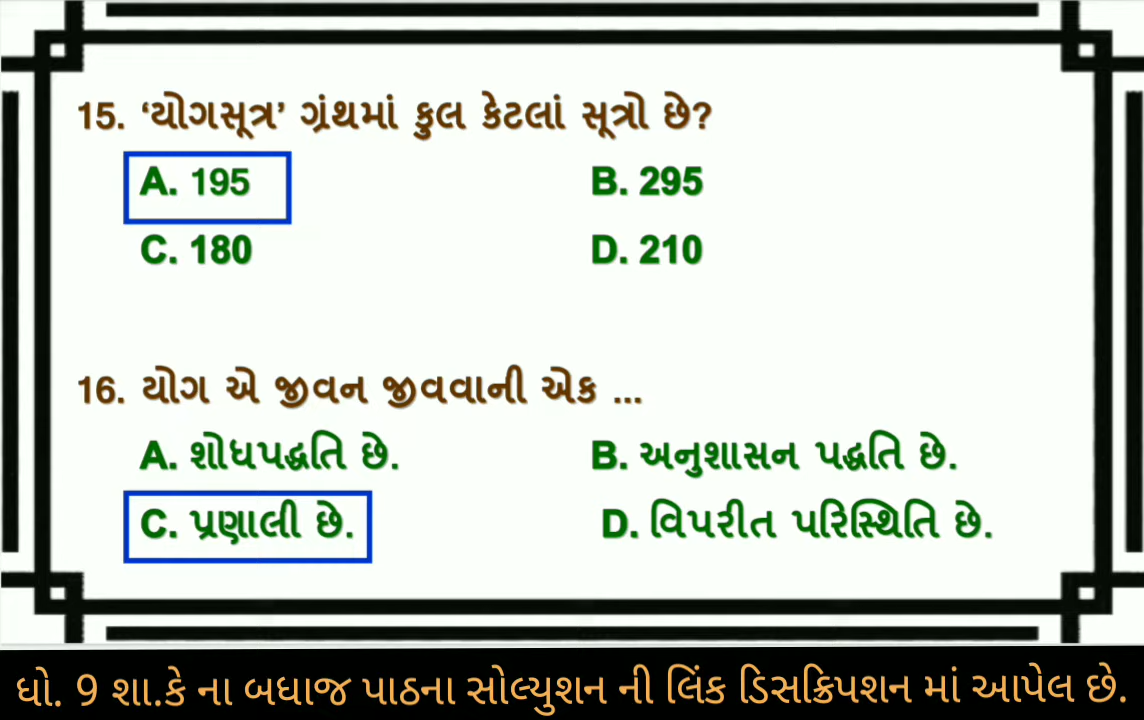 15. ‘યોગસૂત્ર’ ગ્રંથમાં કુલ કેટલાં સૂત્રો છે?
A. 195 B. 295
C. 180 D. 210
16. યોગ એ જીવન જીવવાની એક ...
A. શોધપદ્ધતિ છે. B. અનુશાસન પદ્ધતિ છે.
C. પ્રણાલી છે. D. વિપરીત પરિસ્થિતિ છે.
ધો. 9 શા.કે ના બધાજ પાઠના સોલ્યુશન ની લિંક ડિસક્રિપશન માં આપેલ છે.